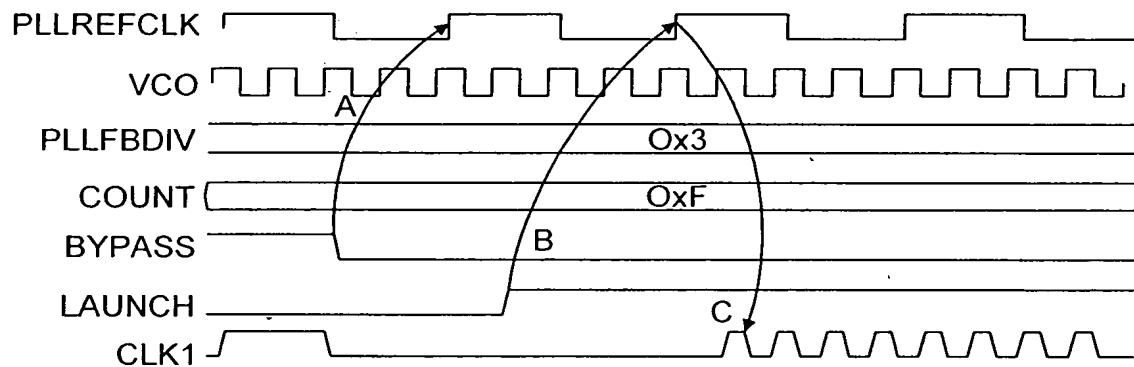 PLLREFCLK
VCO
A
PLLFBDIV Ox3
COUNT OxF
BYPASS B
LAUNCH C
CLK1